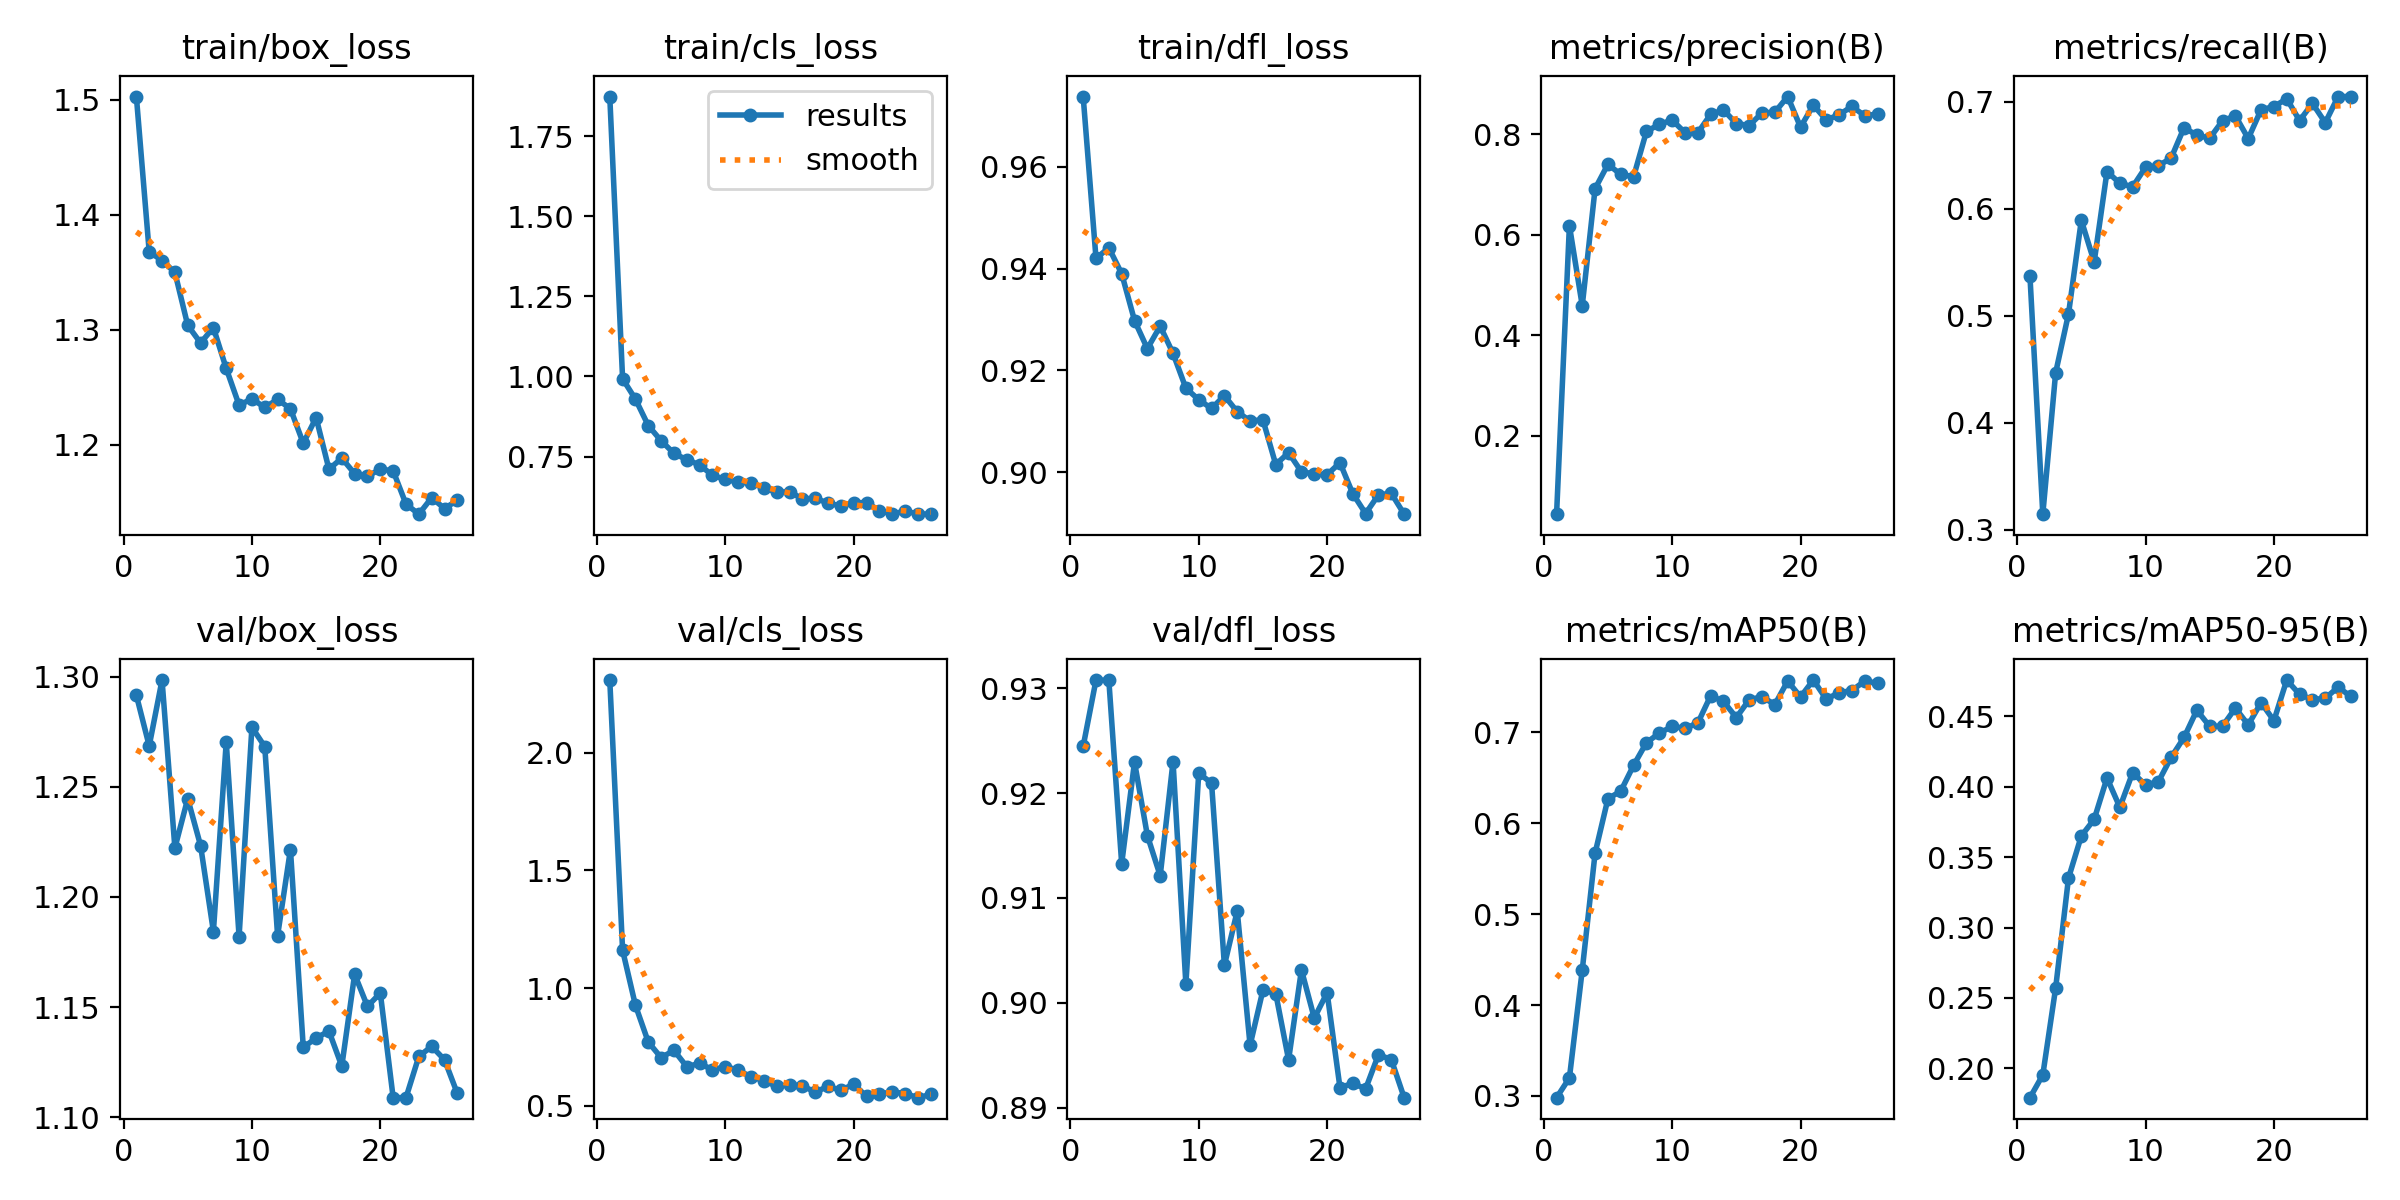 train/box_loss
1.5
1.4
1.3
1.2
0 10 20
train/cls_loss
results
smooth
1.75
1.50
1.25
1.00
0.75
0 10 20
train/dfl_loss
0.96
0.94
0.92
0.90
0 10 20
metrics/precision(B)
0.8
0.6
0.4
0.2
0 10 20
metrics/recall(B)
0.7
0.6
0.5
0.4
0.3
0 10 20
val/box_loss
1.30
1.25
1.20
1.15
1.10
0 10 20
val/cls_loss
2.0
1.5
1.0
0.5
0 10 20
val/dfl_loss
0.93
0.92
0.91
0.90
0.89
0 10 20
metrics/mAP50(B)
0.7
0.6
0.5
0.4
0.3
0 10 20
metrics/mAP50-95(B)
0.45
0.40
0.35
0.30
0.25
0.20
0 10 20